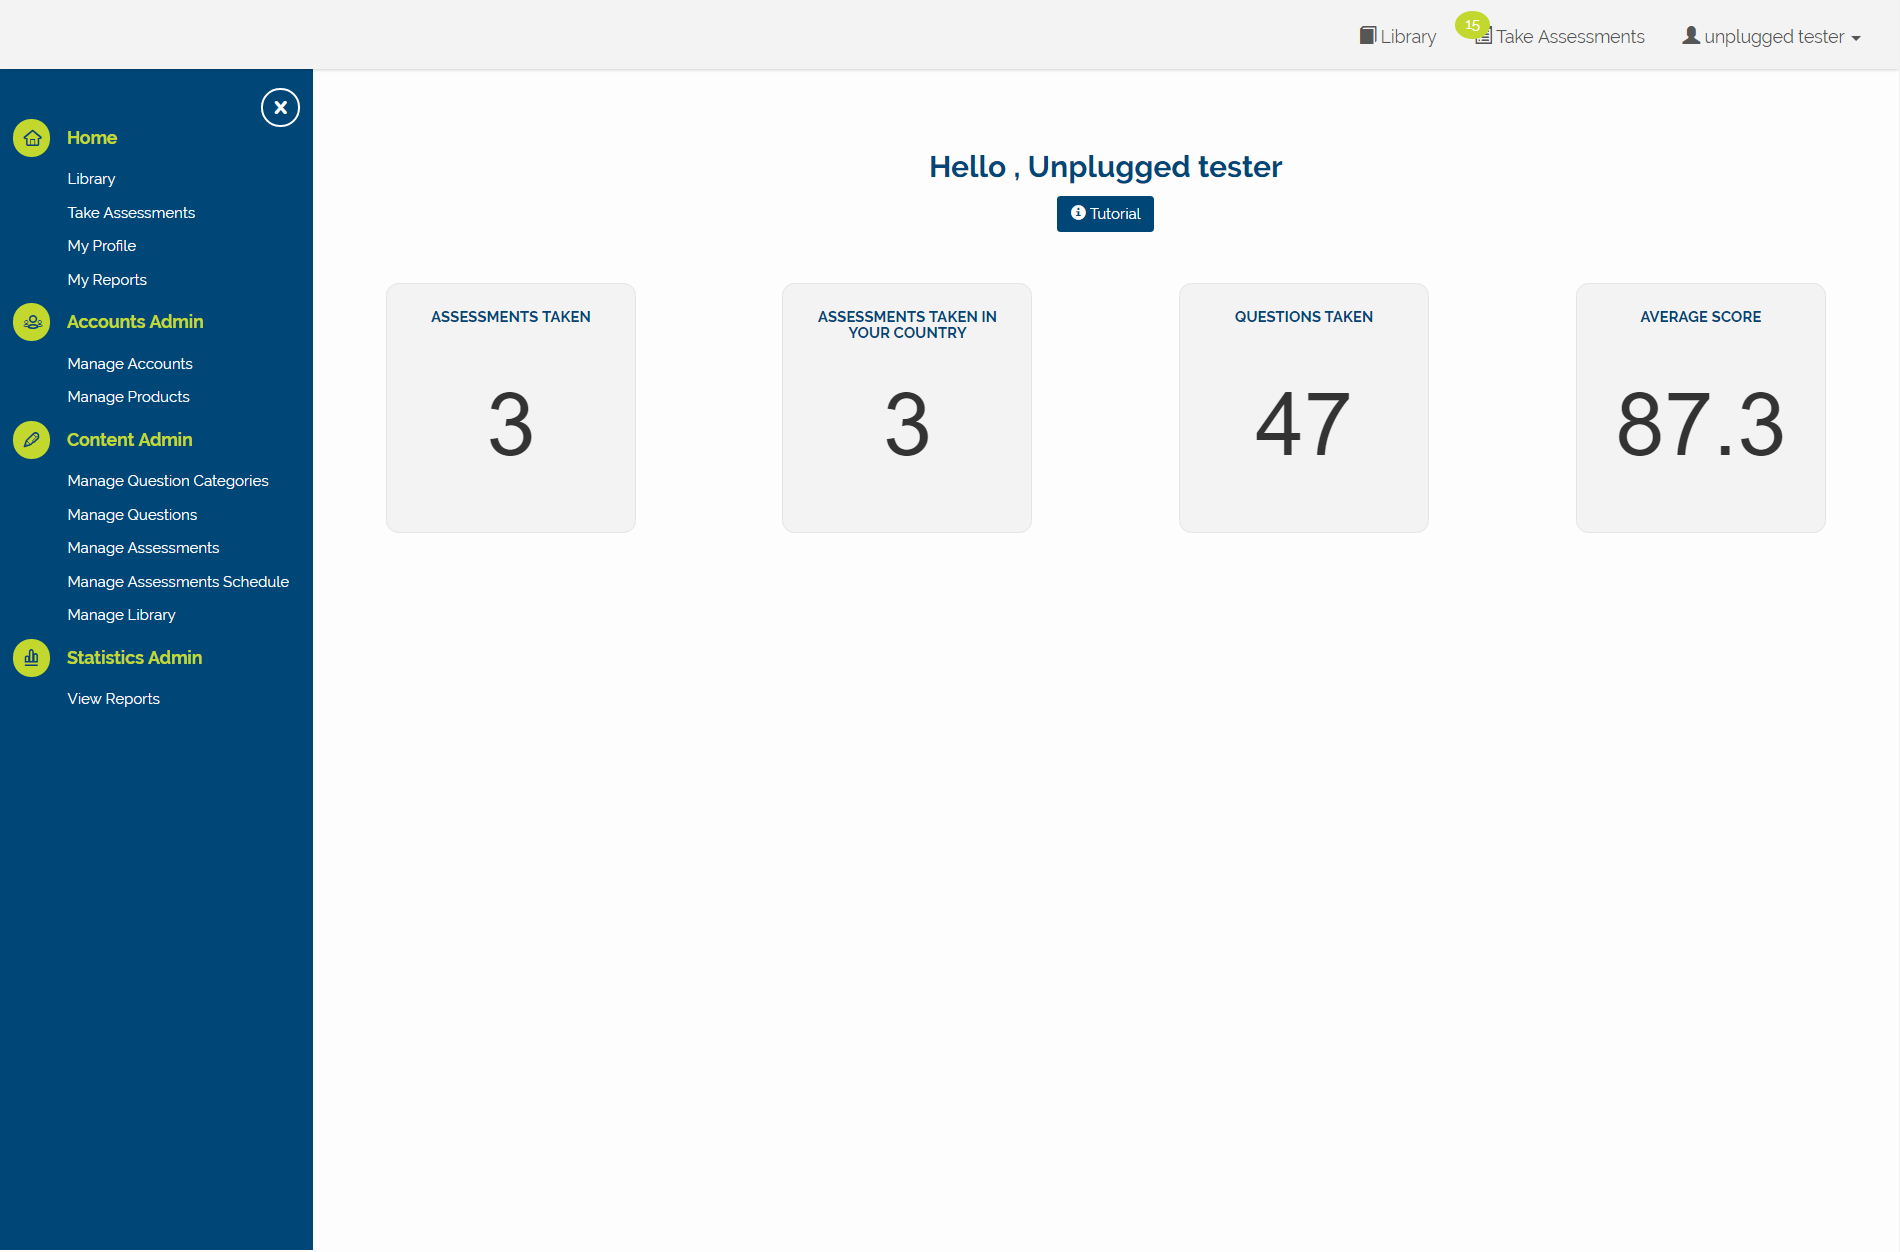 Library
15
Take Assessments
unplugged tester
Home
Library
Take Assessments
My Profile
My Reports
Accounts Admin
Manage Accounts
Manage Products
Content Admin
Manage Question Categories
Manage Questions
Manage Assessments
Manage Assessments Schedule
Manage Library
Statistics Admin
View Reports
Hello , Unplugged tester
Tutorial
ASSESSMENTS TAKEN
3
ASSESSMENTS TAKEN IN
YOUR COUNTRY
3
QUESTIONS TAKEN
47
AVERAGE SCORE
87.3